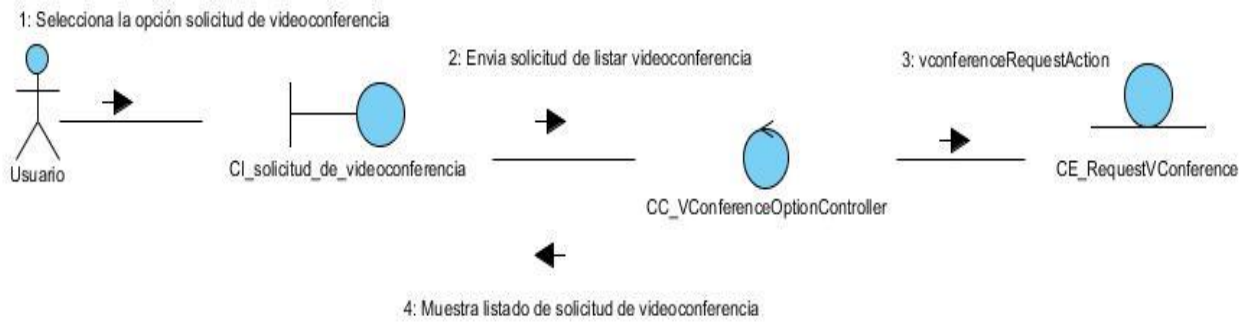 1: Selecciona la opción solicitud de videoconferencia
2: Envia solicitud de listar videoconferencia
3: vconferenceRequestAction
Usuario
CI_solicitud_de_videoconferencia
CC_VConferenceOptionController
CE_RequestVConference
4: Muestra listado de solicitud de videoconferencia